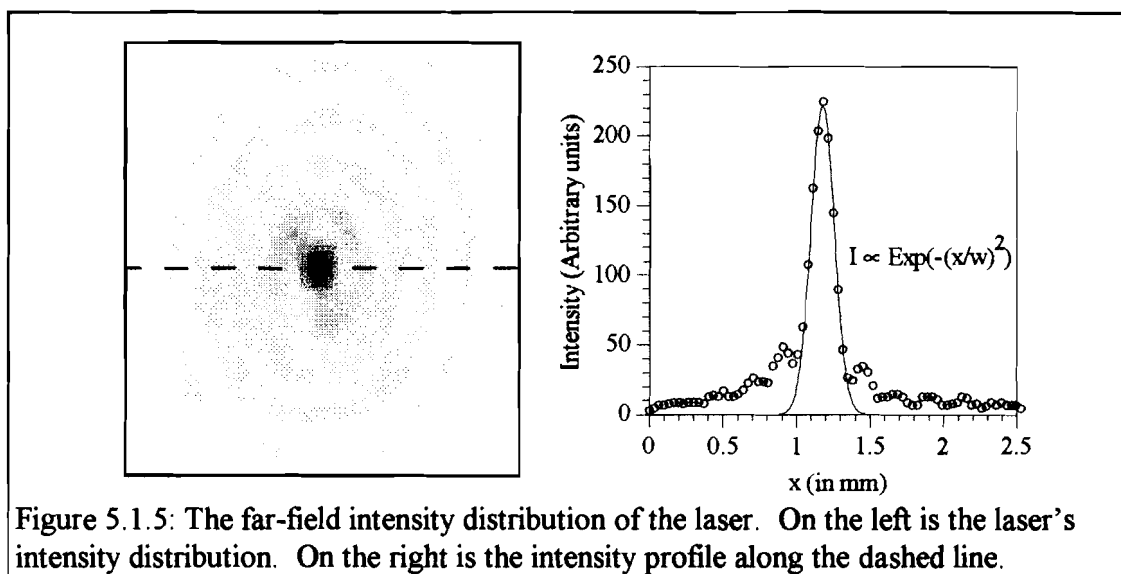 250
200
150
100
50
0
Intensity (Arbitrary units)
I ∝ Exp(-(x/w)²)
0 0.5 1 1.5 2 2.5
x (in mm)
Figure 5.1.5: The far-field intensity distribution of the laser. On the left is the laser's
intensity distribution. On the right is the intensity profile along the dashed line.